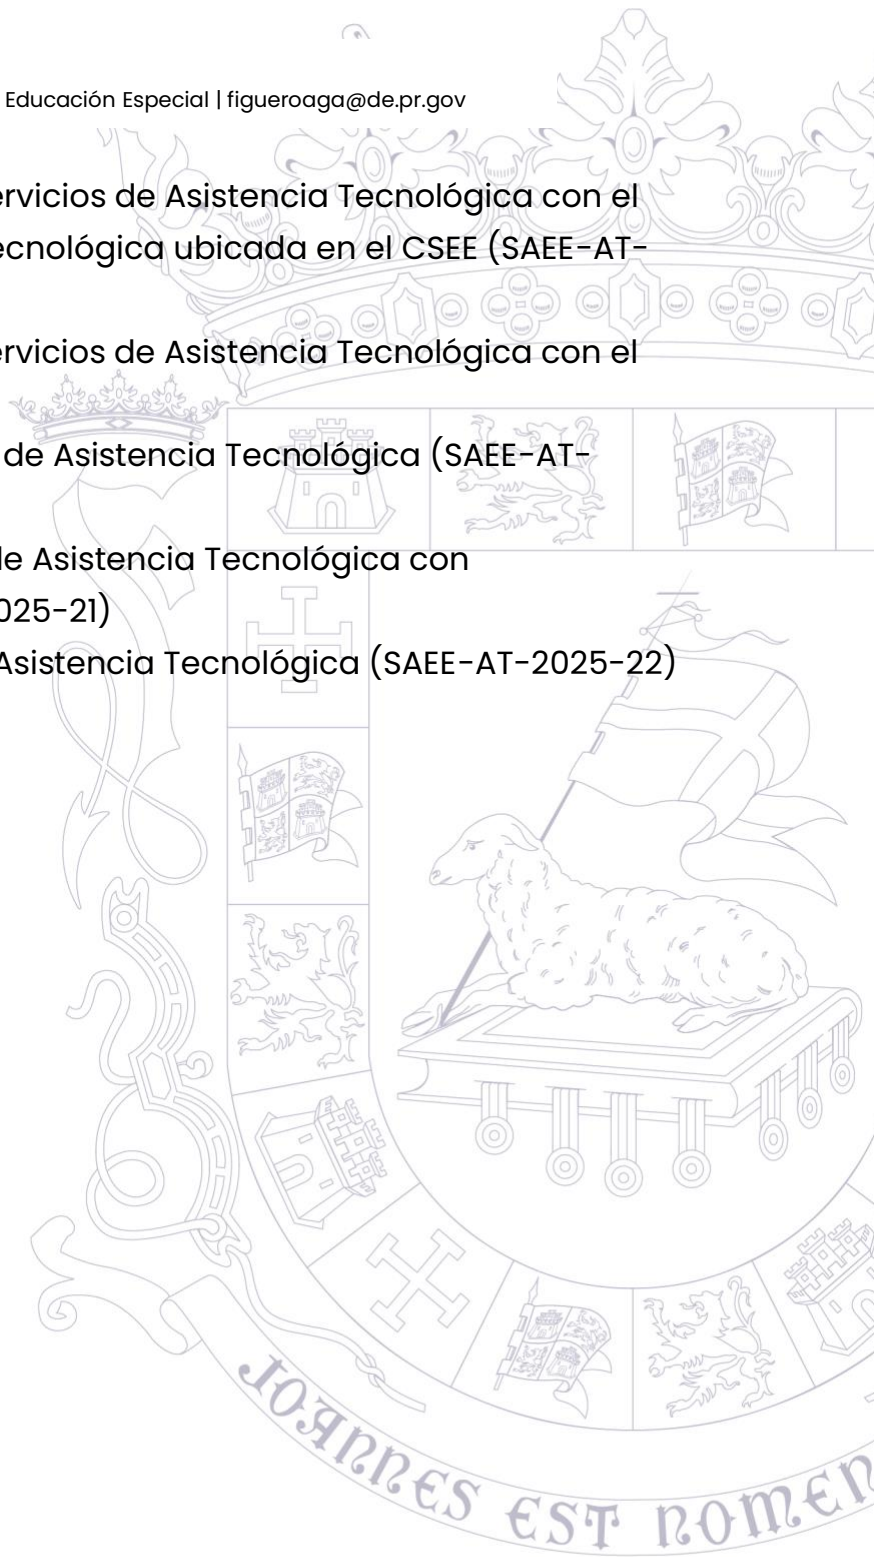 Educación Especial | figueroaga@de.pr.gov
ervicios de Asistencia Tecnológica con el
ecnológica ubicada en el CSEE (SAEE-AT-
ervicios de Asistencia Tecnológica con el
de Asistencia Tecnológica (SAEE-AT-
de Asistencia Tecnológica con
025-21)
Asistencia Tecnológica (SAEE-AT-2025-22)
JOANNES EST NOMEN